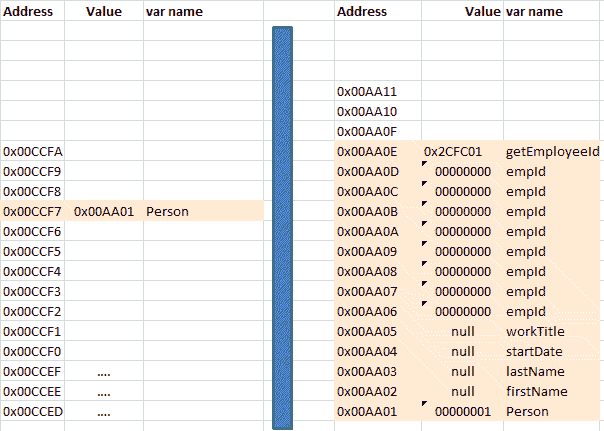 Address Value var name Address Value var name
0x00AA11
0x00AA10
0x00AA0F
0x00CCFA 0x00AA0E 0x2CFC01 getEmployeeId
0x00CCF9 0x00AA0D 00000000 empId
0x00CCF8 0x00AA0C 00000000 empId
0x00CCF7 0x00AA01 Person 0x00AA0B 00000000 empId
0x00CCF6 0x00AA0A 00000000 empId
0x00CCF5 0x00AA09 00000000 empId
0x00CCF4 0x00AA08 00000000 empId
0x00CCF3 0x00AA07 00000000 empId
0x00CCF2 0x00AA06 00000000 empId
0x00CCF1 0x00AA05 null workTitle
0x00CCF0 0x00AA04 null startDate
0x00CCEF .... 0x00AA03 null lastName
0x00CCEE .... 0x00AA02 null firstName
0x00CCED .... 0x00AA01 00000001 Person